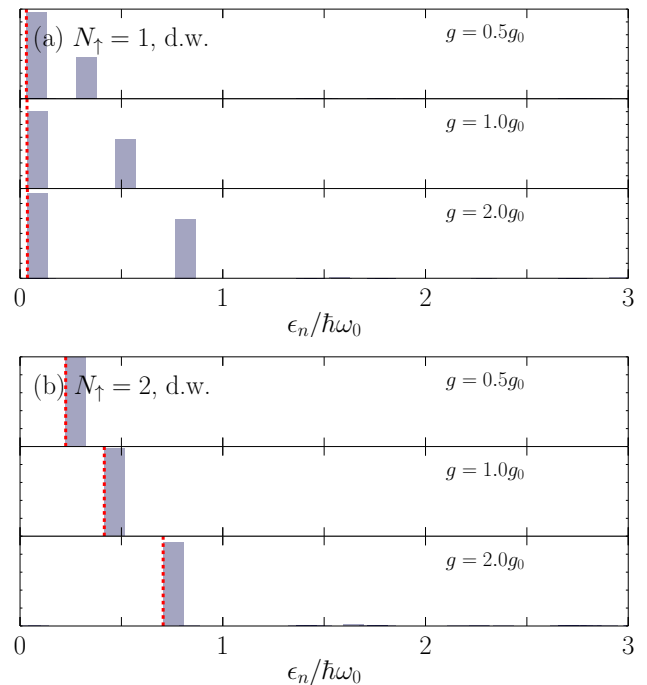 (a) N↑ = 1, d.w.
g = 0.5g₀
g = 1.0g₀
g = 2.0g₀
0 1 2 3
ϵₙ/ℏω₀
(b) N↑ = 2, d.w.
g = 0.5g₀
g = 1.0g₀
g = 2.0g₀
0 1 2 3
ϵₙ/ℏω₀